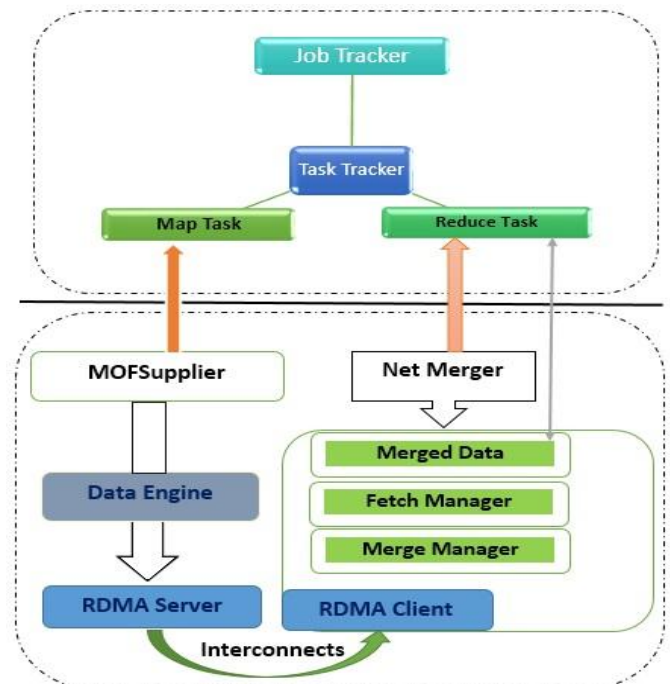 Job Tracker
Task Tracker
Map Task
Reduce Task
MOFSupplier
Net Merger
Merged Data
Data Engine
Fetch Manager
Merge Manager
RDMA Server
RDMA Client
Interconnects